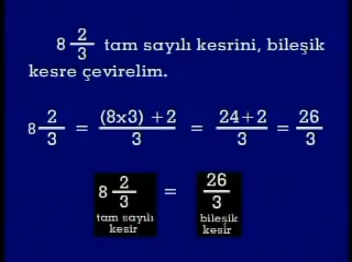 8 2/3 tam sayılı kesrini, bileşik
kesre çevirelim.
8 2/3 = (8x3) +2/3 = 24+2/3 = 26/3
8 2/3 = 26/3
tam sayılı bileşik
kesir kesir